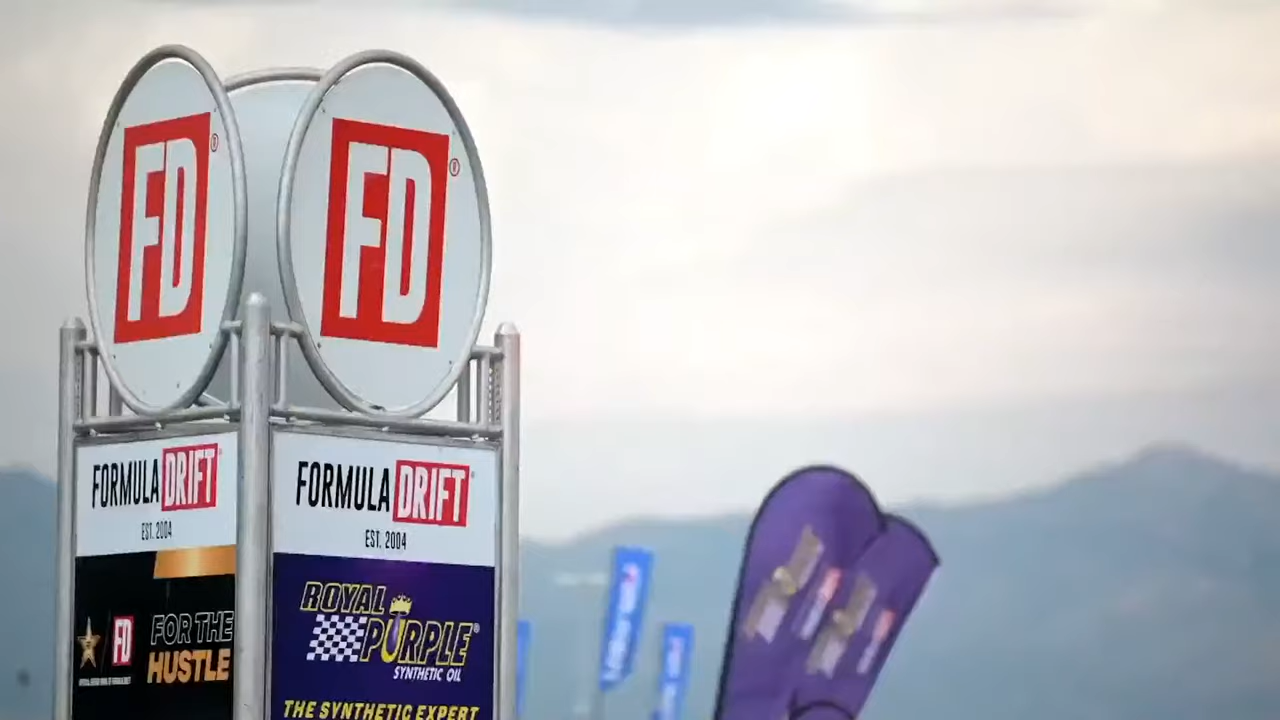 FD®
FD®
FORMULA DRIFT
EST. 2004
FORMULA DRIFT
EST. 2004
FD
FOR THE
HUSTLE
ROYAL
PURPLE®
SYNTHETIC OIL
THE SYNTHETIC EXPERT